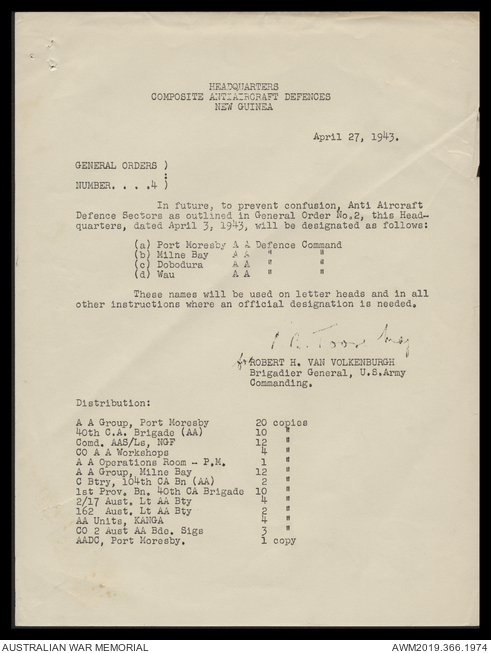 HEADQUARTERS
COMPOSITE ANTIAIRCRAFT DEFENCES
NEW GUINEA
April 27, 1943.
GENERAL ORDERS )
:
NUMBER. . . .4 )
In future, to prevent confusion, Anti Aircraft
Defence Sectors as outlined in General Order No.2, this Head-
quarters, dated April 3, 1943, will be designated as follows:
(a) Port Moresby A A Defence Command
(b) Milne Bay A A " "
(c) Dobodura A A " "
(d) Wau A A " "
These names will be used on letter heads and in all
other instructions where an official designation is needed.
for ROBERT H. VAN VOLKENBURGH
Brigadier General, U.S.Army
Commanding.
Distribution:
A A Group, Port Moresby 20 copies
40th C.A. Brigade (AA) 10 "
Comd. AAS/Ls, NGF 12 "
CO A A Workshops 4 "
A A Operations Room - P.M. 1 "
A A Group, Milne Bay 12 "
C Btry, 104th CA Bn (AA) 2 "
1st Prov. Bn. 40th CA Brigade 10 "
2/17 Aust. Lt AA Bty 4 "
162 Aust. Lt AA Bty 2 "
AA Units, KANGA 4 "
CO 2 Aust AA Bde. Sigs 3 "
AADC, Port Moresby. 1 copy
AUSTRALIAN WAR MEMORIAL
AWM2019.366.1974